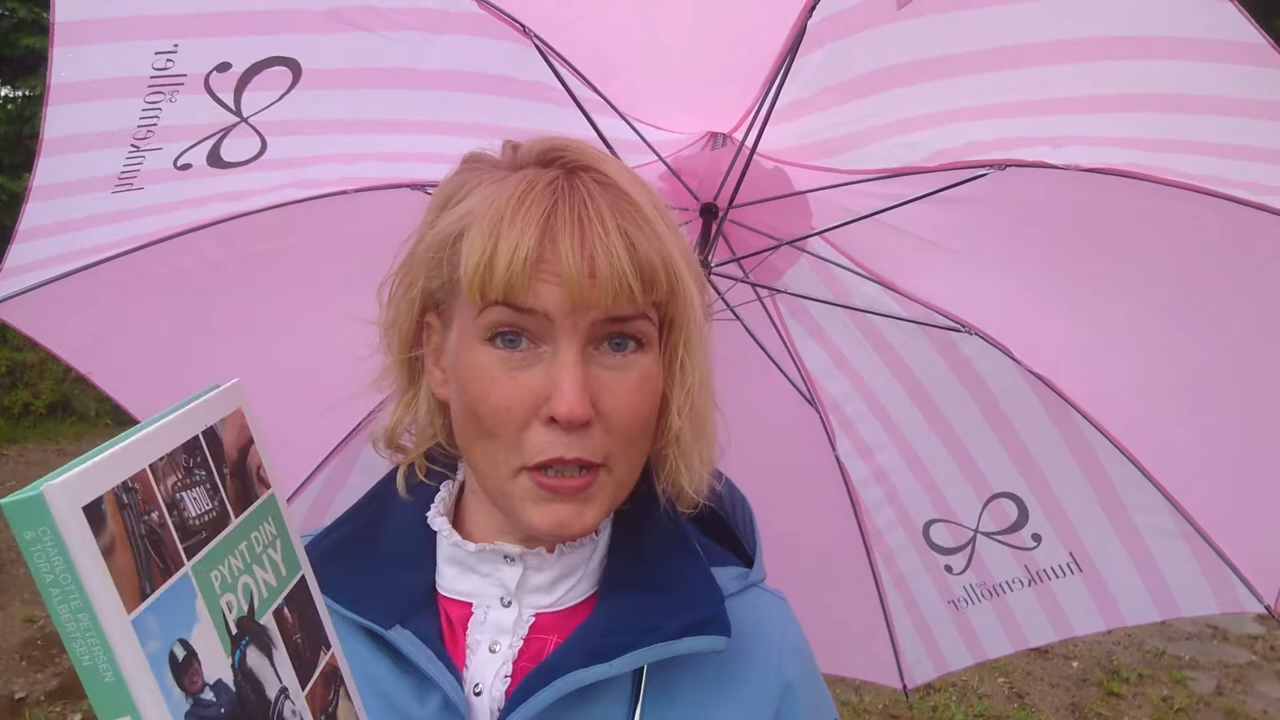 hunkemöller
hunkemöller
CHARLOTTE PETERSEN
& TORA ALBERTSEN
PYNT DIN
PONY